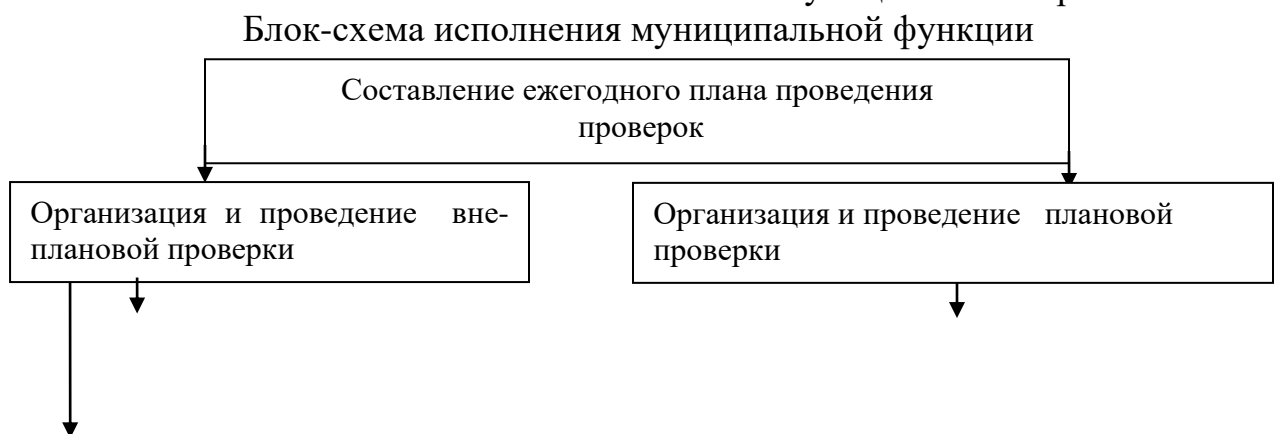 Блок-схема исполнения муниципальной функции
Составление ежегодного плана проведения
проверок
Организация и проведение вне-
плановой проверки
Организация и проведение плановой
проверки